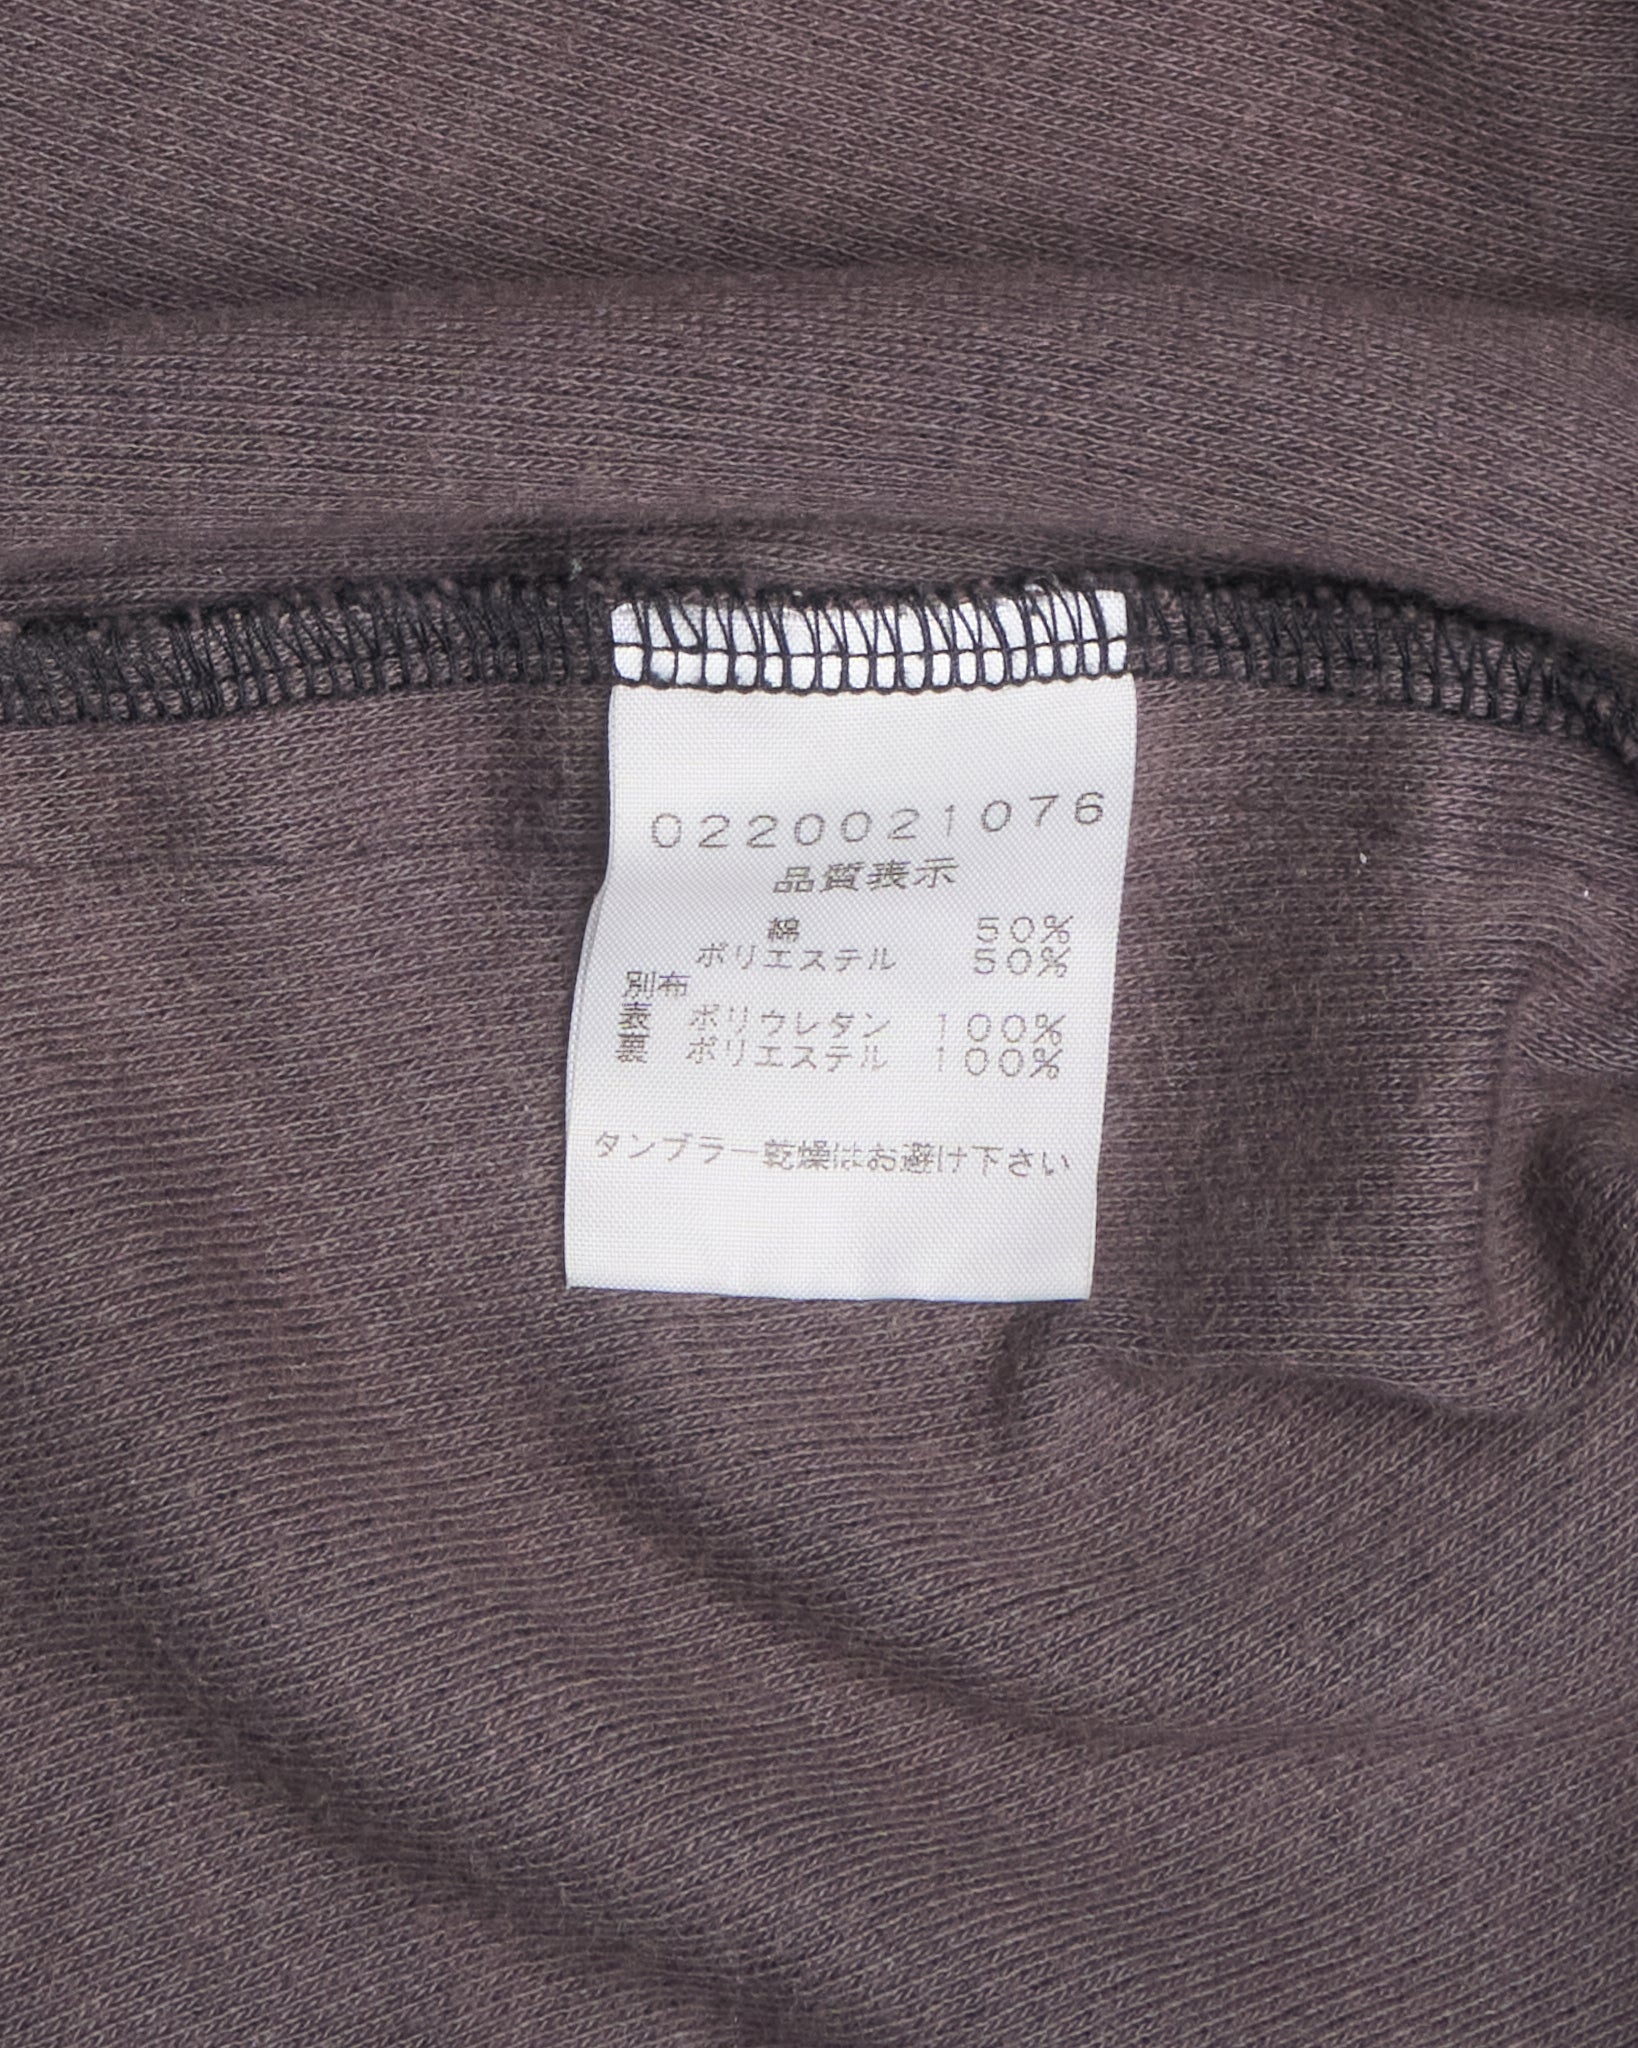 0220021076
品質表示
綿 50%
ポリエステル 50%
別布
表 ポリウレタン 100%
裏 ポリエステル 100%
タンブラー乾燥はお避け下さい